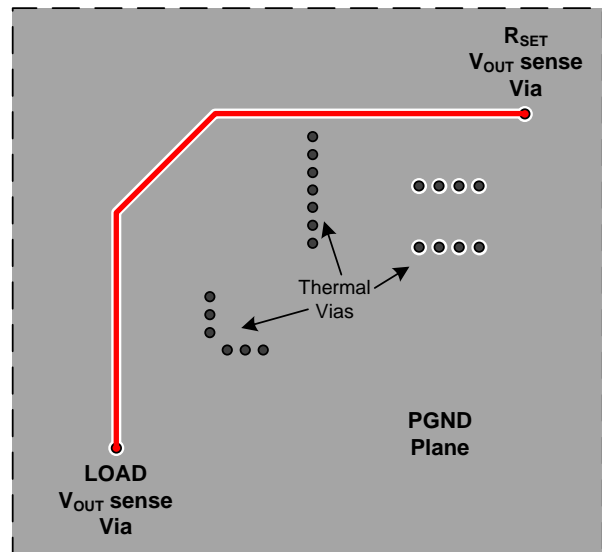 RSET
VOUT sense
Via
Thermal
Vias
PGND
Plane
LOAD
VOUT sense
Via